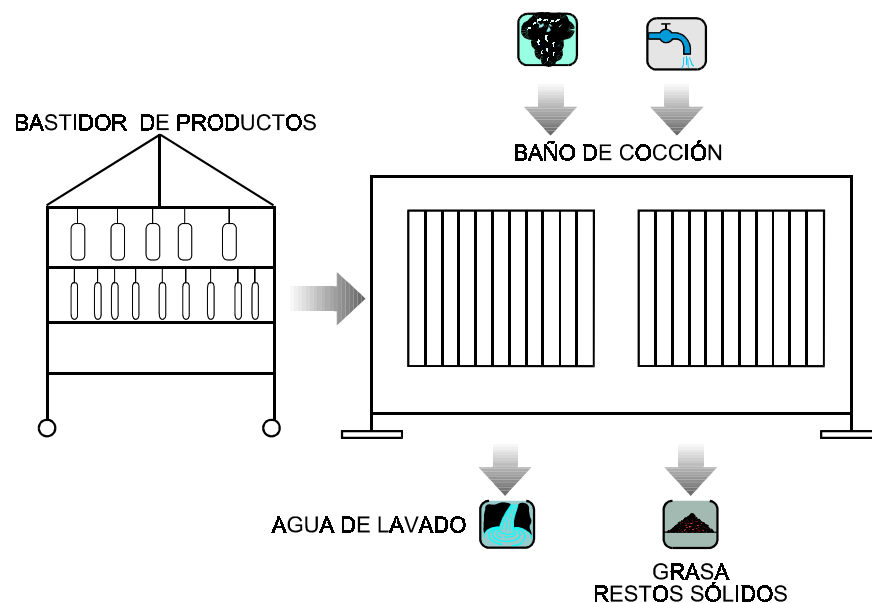 BASTIDOR DE PRODUCTOS
BAÑO DE COCCIÓN
AGUA DE LAVADO
GRASA
RESTOS SÓLIDOS